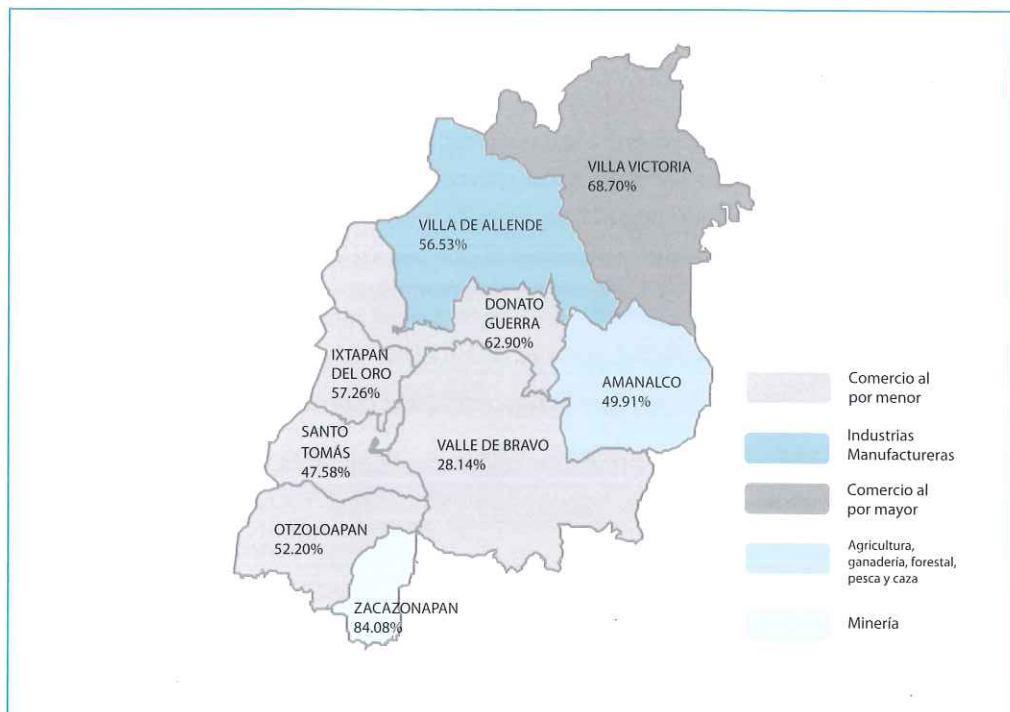 VILLA VICTORIA
68.70%
VILLA DE ALLENDE
56.53%
DONATO
GUERRA
62.90%
IXTAPAN
DEL ORO
57.26%
AMANALCO
49.91%
SANTO
TOMÁS
47.58%
VALLE DE BRAVO
28.14%
OTZOLOAPAN
52.20%
ZACAZONAPAN
84.08%
Comercio al
por menor
Industrias
Manufactureras
Comercio al
por mayor
Agricultura,
ganadería, forestal,
pesca y caza
Minería